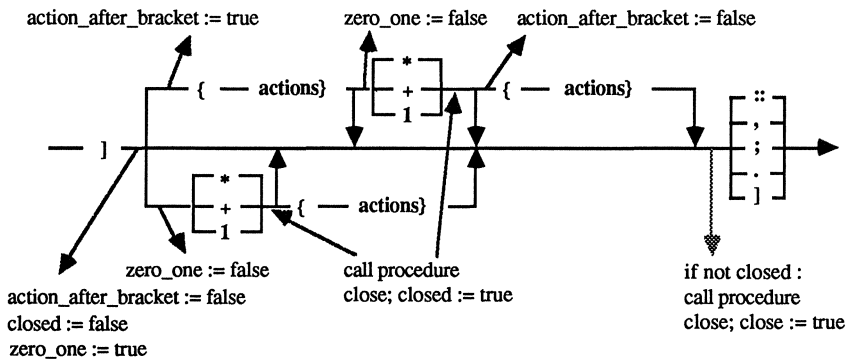 action_after_bracket := true
zero_one := false
action_after_bracket := false
*
{ actions}
+
{ actions}
1
]
::
,
;
.
]
*
+
{ actions}
1
zero_one := false
call procedure
close; closed := true
if not closed :
call procedure
close; close := true
action_after_bracket := false
closed := false
zero_one := true